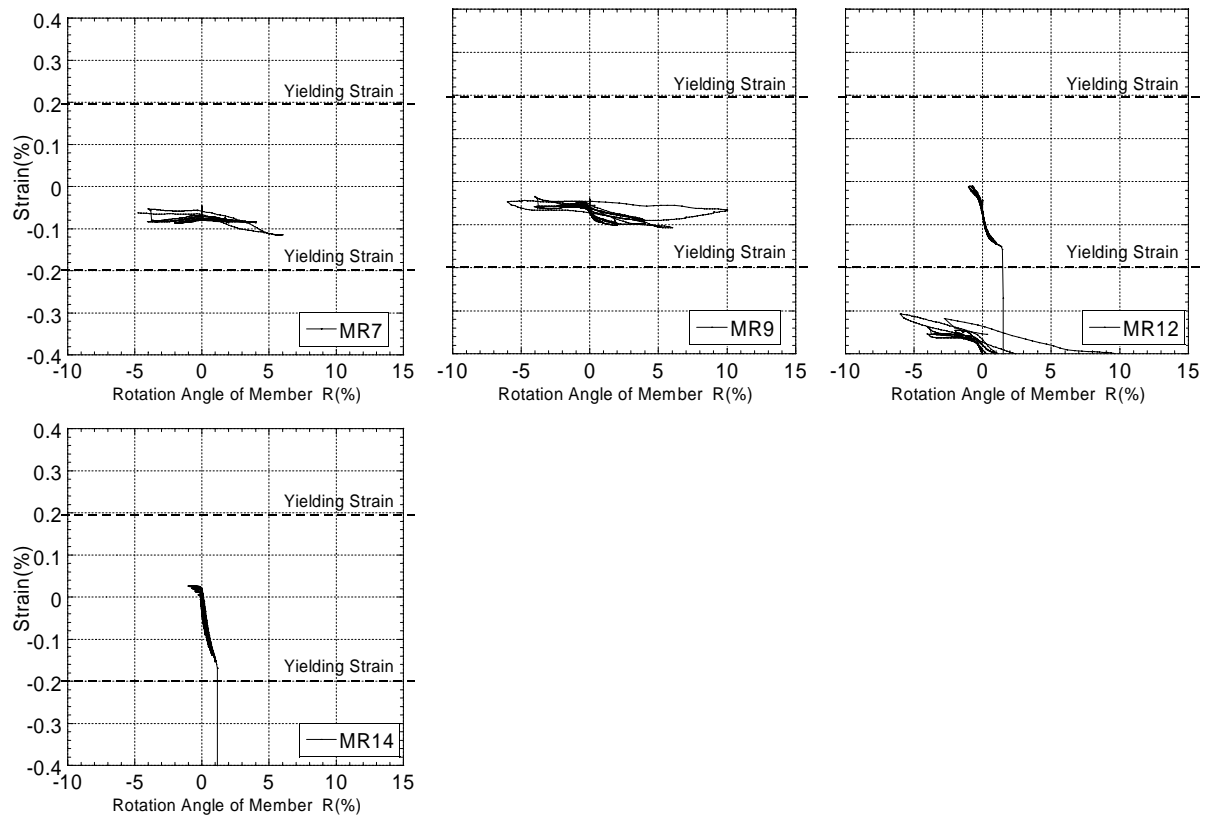 0.4
0.3
0.2
0.1
0
-0.1
-0.2
-0.3
-0.4
Strain(%)
Yielding Strain
Yielding Strain
MR7
-10 -5 0 5 10 15
Rotation Angle of Member R(%)
Yielding Strain
Yielding Strain
MR9
-10 -5 0 5 10 15
Rotation Angle of Member R(%)
Yielding Strain
Yielding Strain
MR12
-10 -5 0 5 10 15
Rotation Angle of Member R(%)
0.4
0.3
0.2
0.1
0
-0.1
-0.2
-0.3
-0.4
Strain(%)
Yielding Strain
Yielding Strain
MR14
-10 -5 0 5 10 15
Rotation Angle of Member R(%)